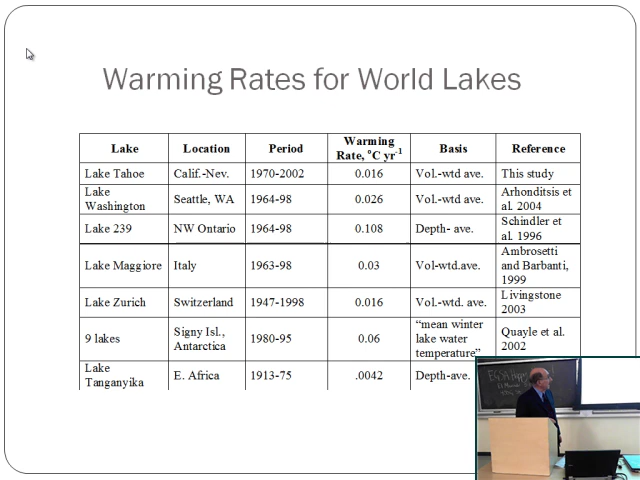 Warming Rates for World Lakes
Lake Location Period Warming Rate, °C yr-1 Basis Reference
Lake Tahoe Calif.-Nev. 1970-2002 0.016 Vol.-wtd ave. This study
Lake Washington Seattle, WA 1964-98 0.026 Vol.-wtd ave. Arhonditsis et al. 2004
Lake 239 NW Ontario 1964-98 0.108 Depth- ave. Schindler et al. 1996
Lake Maggiore Italy 1963-98 0.03 Vol-wtd.ave. Ambrosetti and Barbanti, 1999
Lake Zurich Switzerland 1947-1998 0.016 Vol.-wtd. ave. Livingstone 2003
9 lakes Signy Isl., Antarctica 1980-95 0.06 “mean winter lake water temperature” Quayle et al. 2002
Lake Tanganyika E. Africa 1913-75 .0042 Depth-ave.